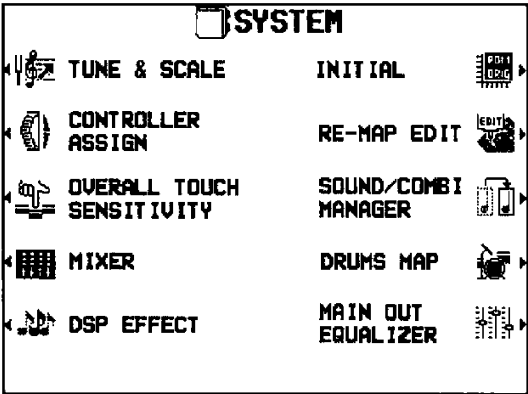 SYSTEM
TUNE & SCALE
INITIAL
CONTROLLER
ASSIGN
RE-MAP EDIT
EDIT
OVERALL TOUCH
SENSITIVITY
SOUND/COMBI
MANAGER
MIXER
DRUMS MAP
DSP EFFECT
MAIN OUT
EQUALIZER